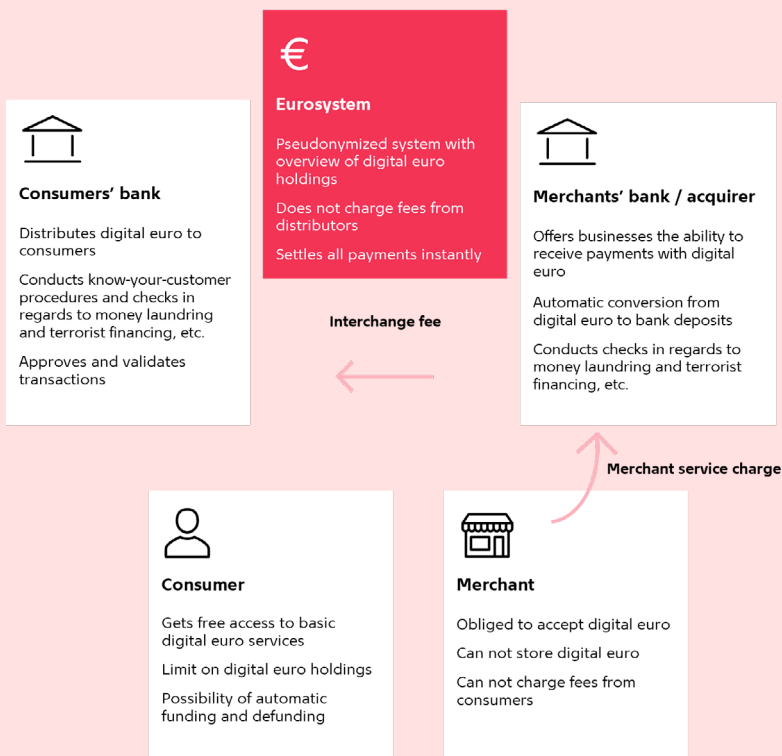 €
Eurosystem
Pseudonymized system with
overview of digital euro
holdings
Does not charge fees from
distributors
Settles all payments instantly
Consumers’ bank
Distributes digital euro to
consumers
Conducts know-your-customer
procedures and checks in
regards to money laundring
and terrorist financing, etc.
Approves and validates
transactions
Merchants’ bank / acquirer
Offers businesses the ability to
receive payments with digital
euro
Automatic conversion from
digital euro to bank deposits
Conducts checks in regards to
money laundring and terrorist
financing, etc.
Interchange fee
Merchant service charge
Consumer
Gets free access to basic
digital euro services
Limit on digital euro holdings
Possibility of automatic
funding and defunding
Merchant
Obliged to accept digital euro
Can not store digital euro
Can not charge fees from
consumers